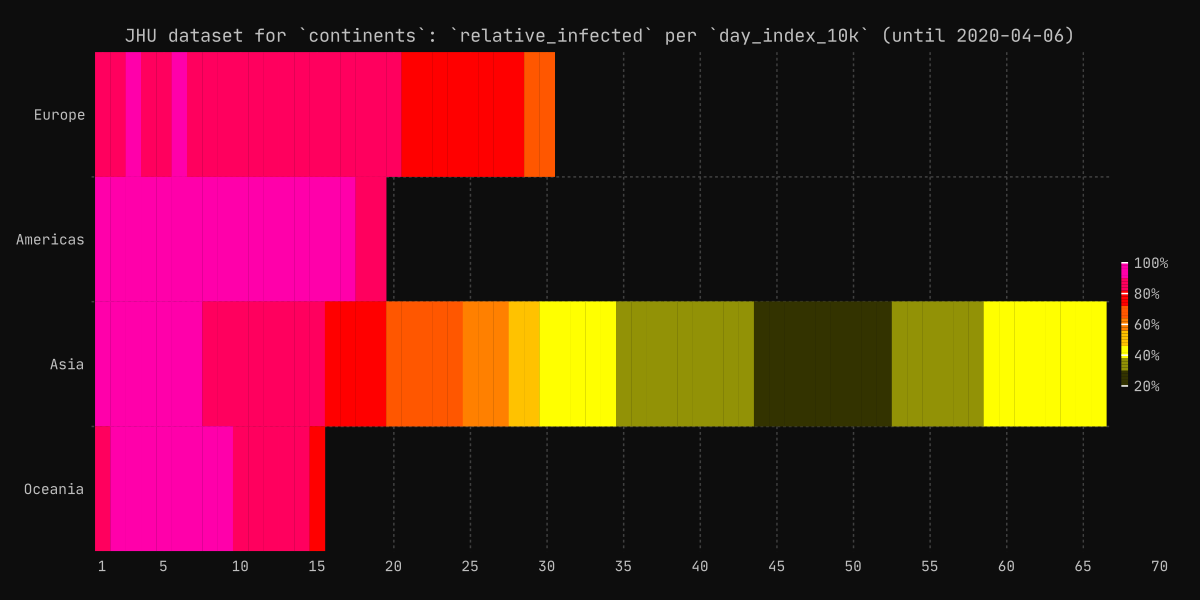 JHU dataset for `continents`: `relative_infected` per `day_index_10k` (until 2020-04-06)
Europe
Americas
Asia
Oceania
100%
80%
60%
40%
20%
1 5 10 15 20 25 30 35 40 45 50 55 60 65 70